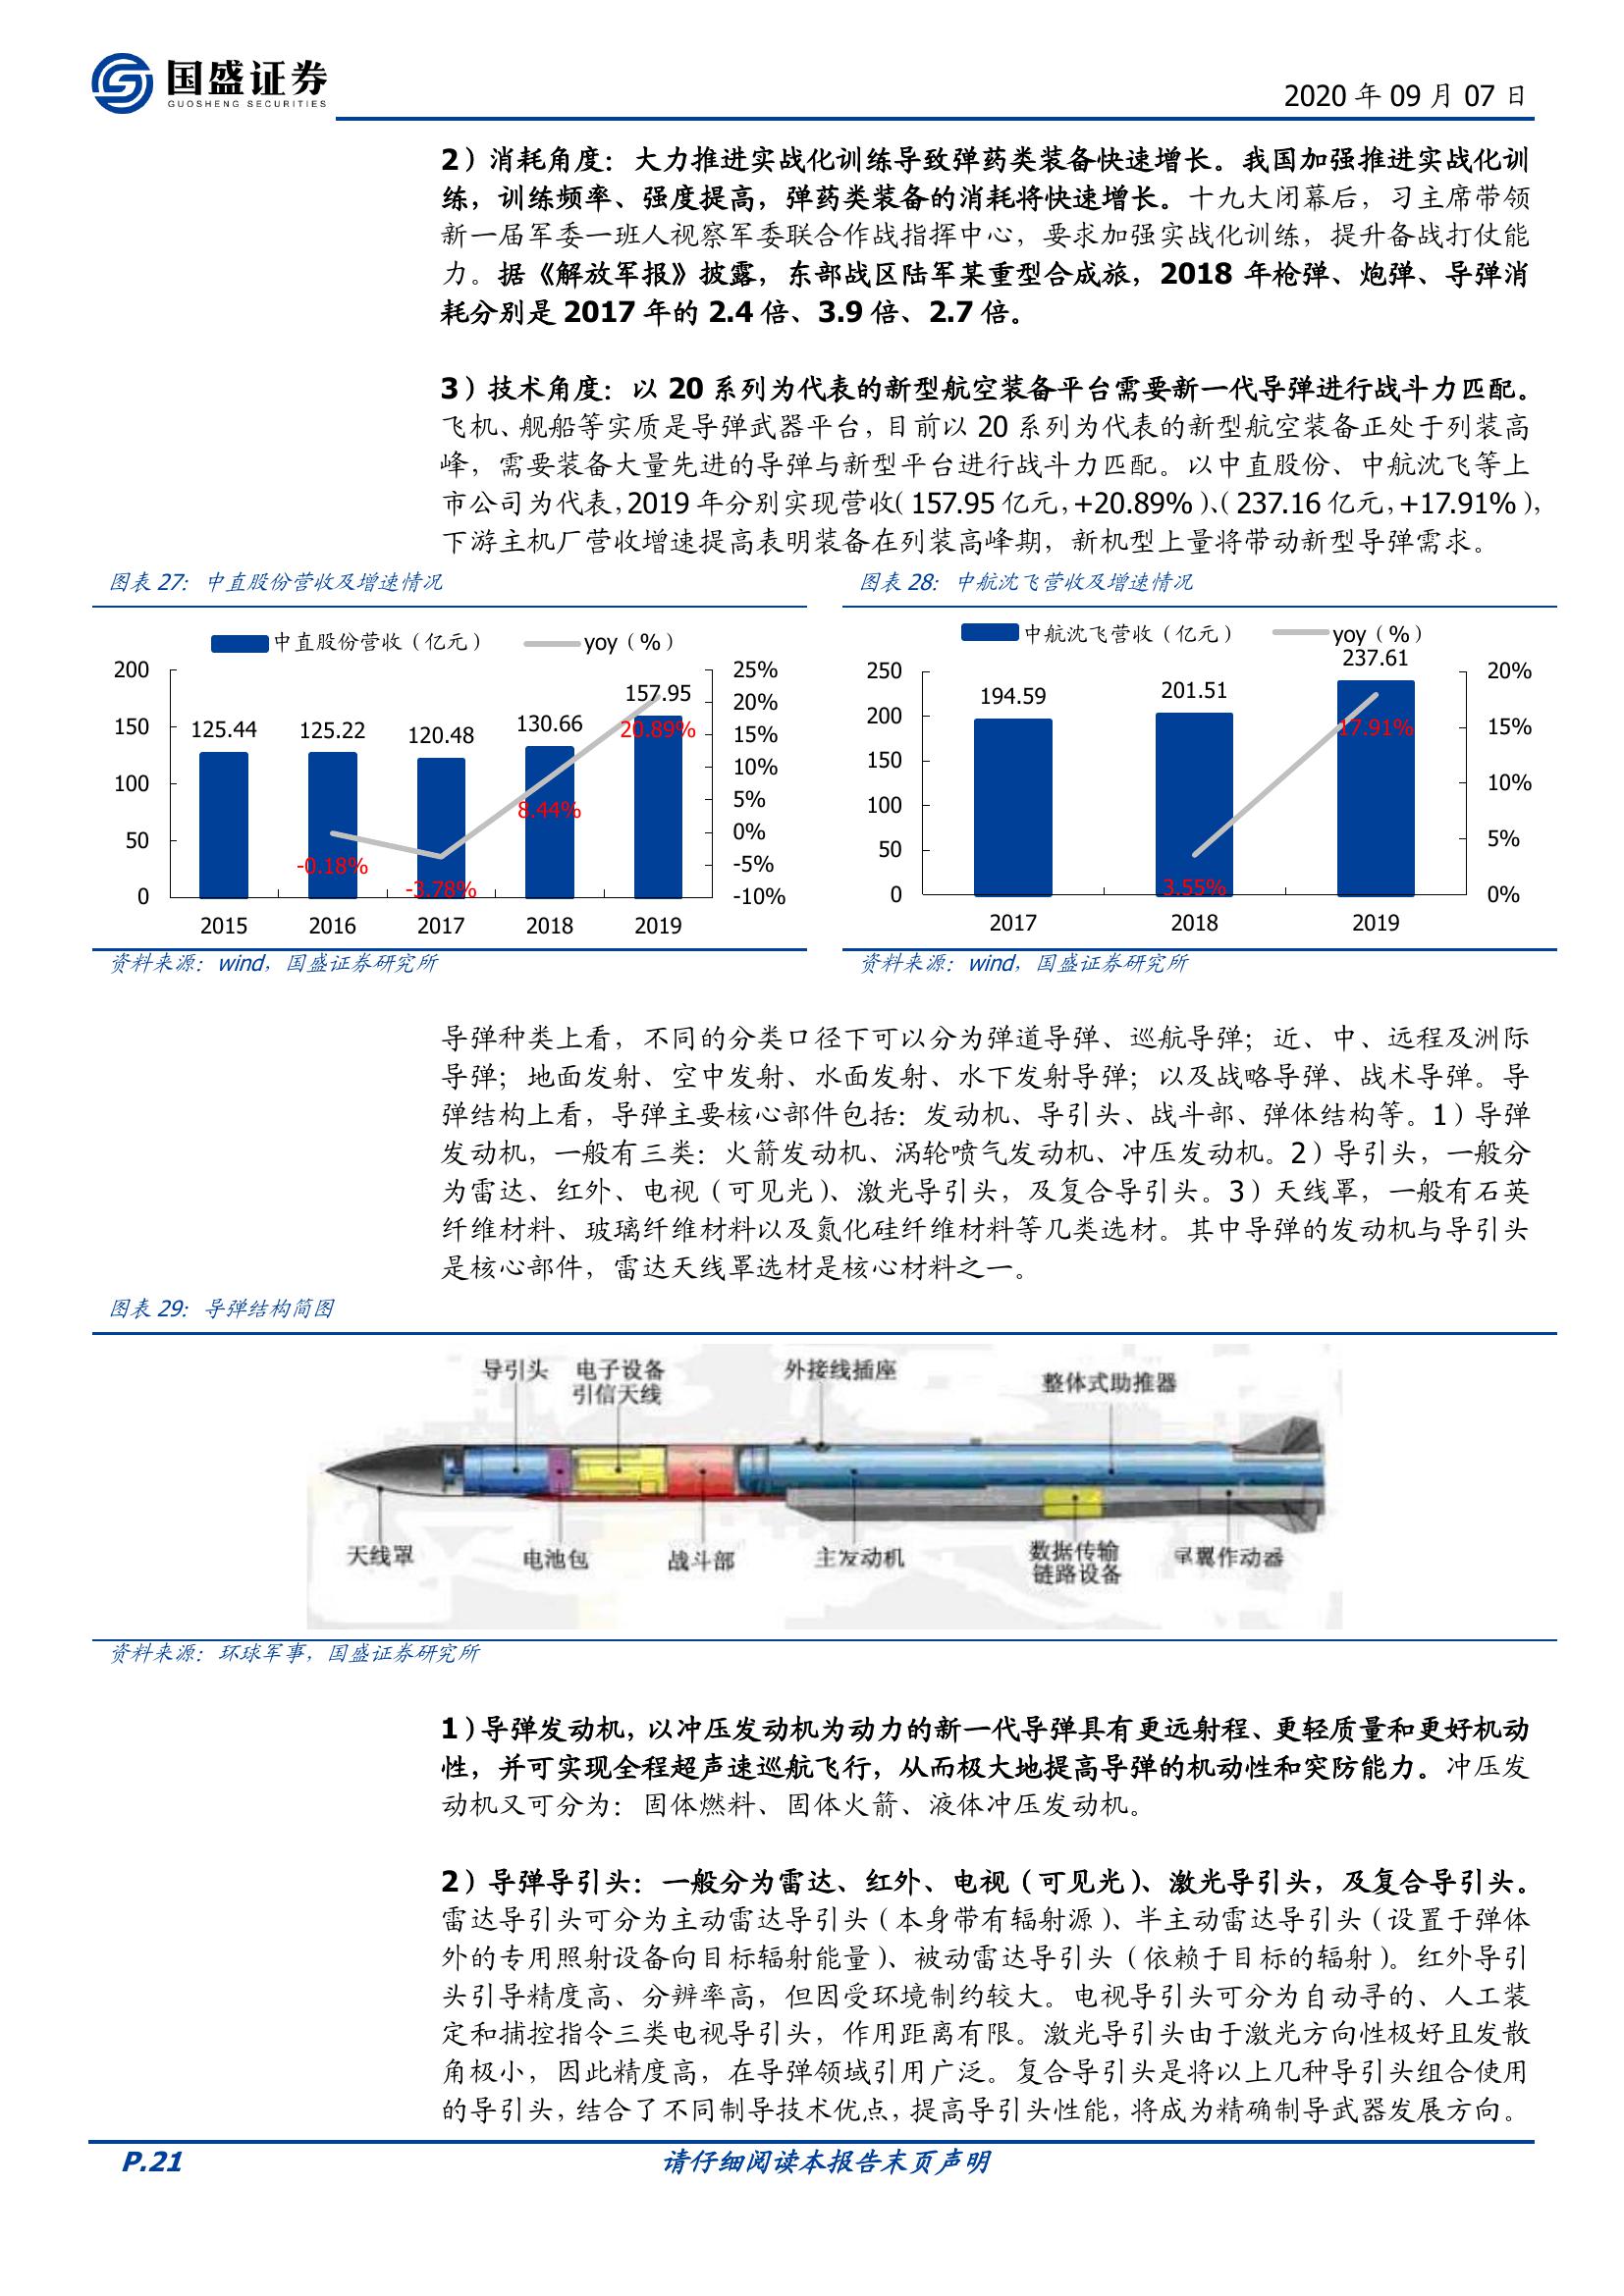 国盛证券
GUOSHENG SECURITIES
2020 年 09 月 07 日
2）消耗角度：大力推进实战化训练导致弹药类装备快速增长。我国加强推进实战化训
练，训练频率、强度提高，弹药类装备的消耗将快速增长。十九大闭幕后，习主席带领
新一届军委一班人视察军委联合作战指挥中心，要求加强实战化训练，提升备战打仗能
力。据《解放军报》披露，东部战区陆军某重型合成旅，2018 年枪弹、炮弹、导弹消
耗分别是 2017 年的 2.4 倍、3.9 倍、2.7 倍。
3）技术角度：以 20 系列为代表的新型航空装备平台需要新一代导弹进行战斗力匹配。
飞机、舰船等实质是导弹武器平台，目前以 20 系列为代表的新型航空装备正处于列装高
峰，需要装备大量先进的导弹与新型平台进行战斗力匹配。以中直股份、中航沈飞等上
市公司为代表，2019 年分别实现营收（157.95 亿元，+20.89%）、（237.16 亿元，+17.91%），
下游主机厂营收增速提高表明装备在列装高峰期，新机型上量将带动新型导弹需求。
图表 27：中直股份营收及增速情况
中直股份营收（亿元） yoy（%）
200
150
100
50
0
25%
20%
15%
10%
5%
0%
-5%
-10%
125.44 125.22 120.48 130.66 157.95
-0.18% -3.78% 8.44% 20.89%
2015 2016 2017 2018 2019
资料来源：wind，国盛证券研究所
图表 28：中航沈飞营收及增速情况
中航沈飞营收（亿元） yoy（%）
250
200
150
100
50
0
20%
15%
10%
5%
0%
194.59 201.51 237.61
3.55% 17.91%
2017 2018 2019
资料来源：wind，国盛证券研究所
导弹种类上看，不同的分类口径下可以分为弹道导弹、巡航导弹；近、中、远程及洲际
导弹；地面发射、空中发射、水面发射、水下发射导弹；以及战略导弹、战术导弹。导
弹结构上看，导弹主要核心部件包括：发动机、导引头、战斗部、弹体结构等。1）导弹
发动机，一般有三类：火箭发动机、涡轮喷气发动机、冲压发动机。2）导引头，一般分
为雷达、红外、电视（可见光）、激光导引头，及复合导引头。3）天线罩，一般有石英
纤维材料、玻璃纤维材料以及氮化硅纤维材料等几类选材。其中导弹的发动机与导引头
是核心部件，雷达天线罩选材是核心材料之一。
图表 29：导弹结构简图
导引头 电子设备 外接线插座 整体式助推器
引信天线
天线罩 电池包 战斗部 主发动机 数据传输 尾翼作动器
链路设备
资料来源：环球军事，国盛证券研究所
1）导弹发动机，以冲压发动机为动力的新一代导弹具有更远射程、更轻质量和更好机动
性，并可实现全程超声速巡航飞行，从而极大地提高导弹的机动性和突防能力。冲压发
动机又可分为：固体燃料、固体火箭、液体冲压发动机。
2）导弹导引头：一般分为雷达、红外、电视（可见光）、激光导引头，及复合导引头。
雷达导引头可分为主动雷达导引头（本身带有辐射源）、半主动雷达导引头（设置于弹体
外的专用照射设备向目标辐射能量）、被动雷达导引头（依赖于目标的辐射）。红外导引
头引导精度高、分辨率高，但因受环境制约较大。电视导引头可分为自动寻的、人工装
定和捕控指令三类电视导引头，作用距离有限。激光导引头由于激光方向性极好且发散
角极小，因此精度高，在导弹领域引用广泛。复合导引头是将以上几种导引头组合使用
的导引头，结合了不同制导技术优点，提高导引头性能，将成为精确制导武器发展方向。
P.21
请仔细阅读本报告末页声明